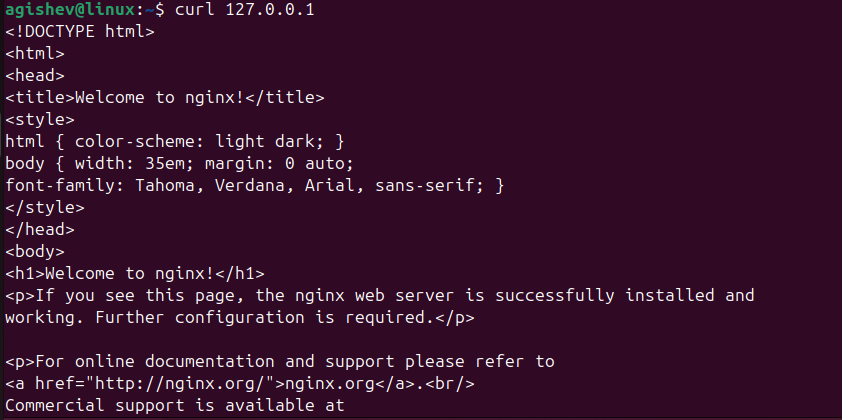 agishev@linux:~$ curl 127.0.0.1
<!DOCTYPE html>
<html>
<head>
<title>Welcome to nginx!</title>
<style>
html { color-scheme: light dark; }
body { width: 35em; margin: 0 auto;
font-family: Tahoma, Verdana, Arial, sans-serif; }
</style>
</head>
<body>
<h1>Welcome to nginx!</h1>
<p>If you see this page, the nginx web server is successfully installed and
working. Further configuration is required.</p>

<p>For online documentation and support please refer to
<a href="http://nginx.org/">nginx.org</a>.<br/>
Commercial support is available at